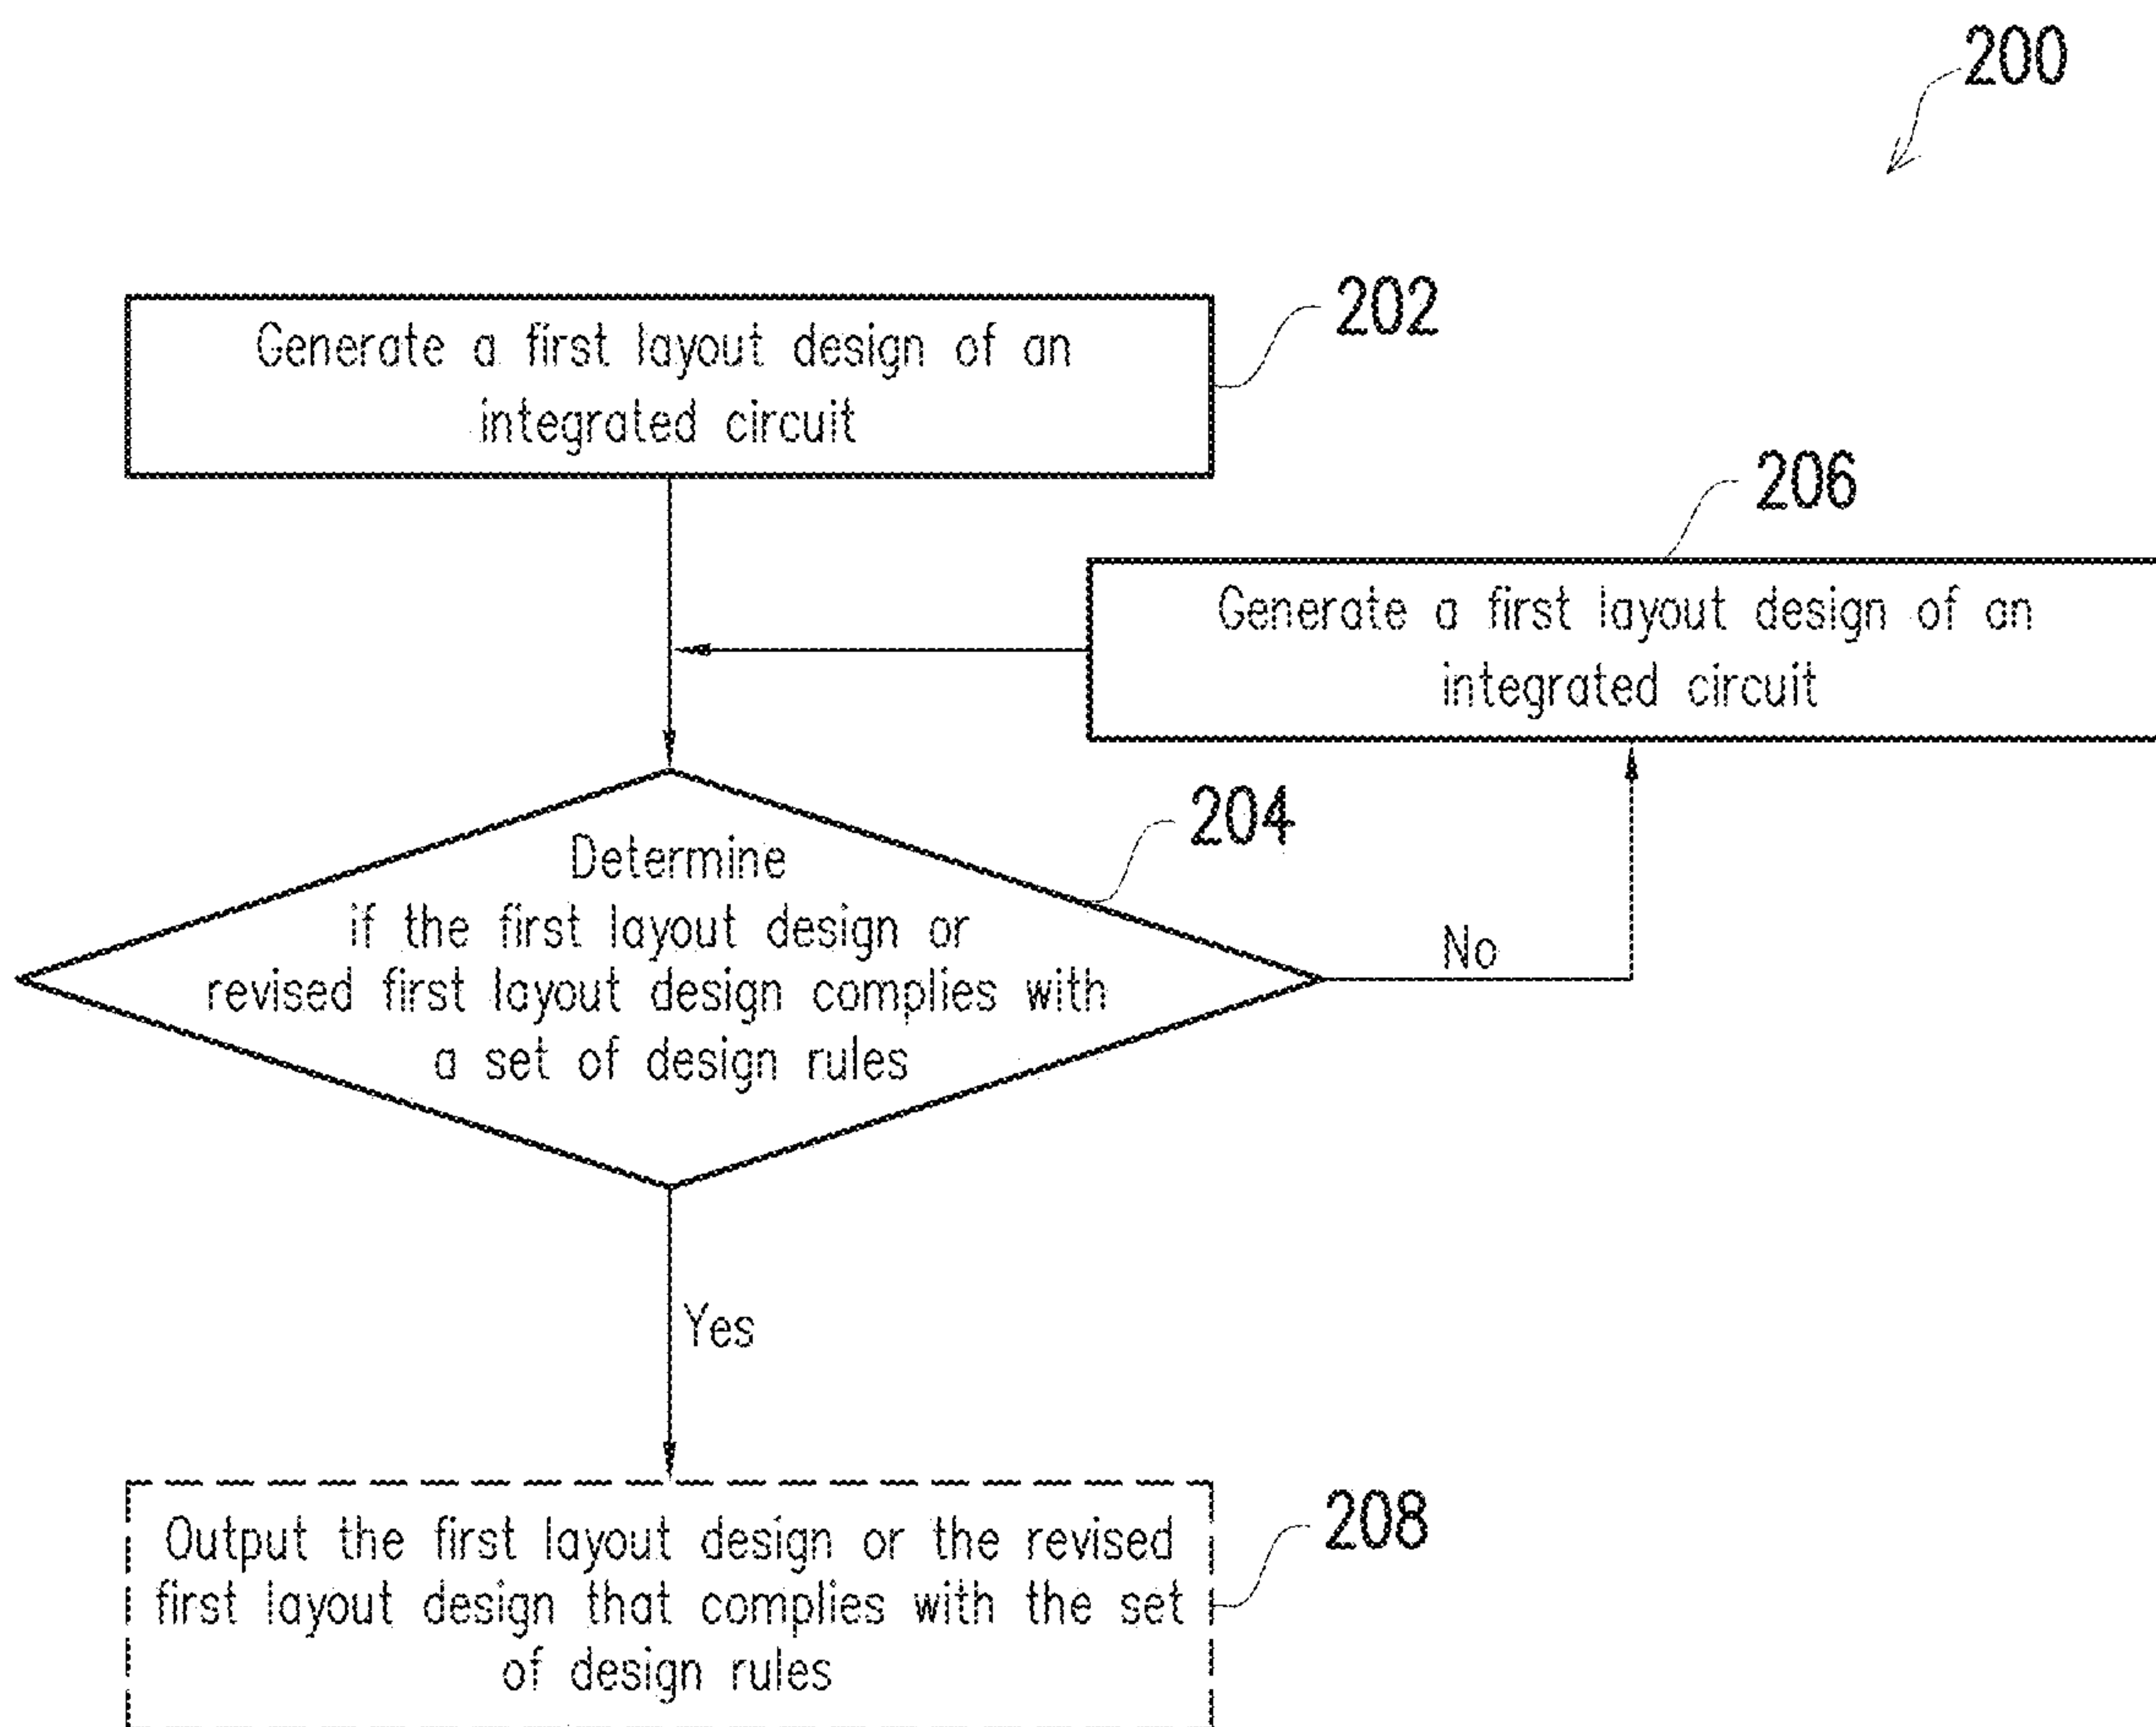 200
Generate a first layout design of an
integrated circuit
202
206
Generate a first layout design of an
integrated circuit
204
Determine
if the first layout design or
revised first layout design complies with
a set of design rules
No
Yes
Output the first layout design or the revised
first layout design that complies with the set
of design rules
208